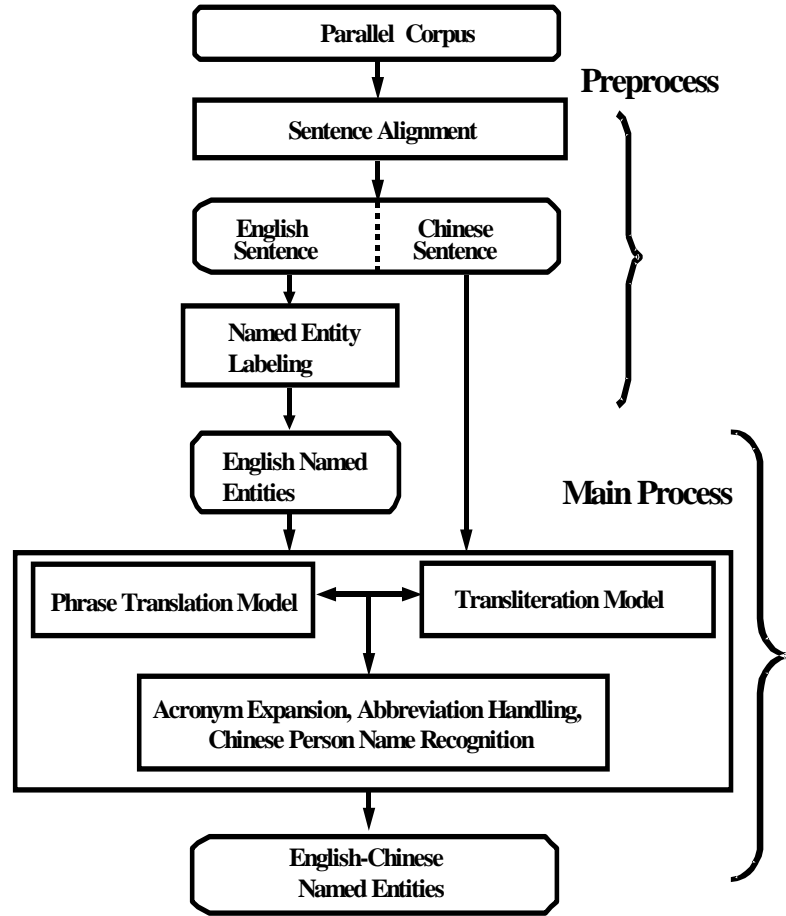 Parallel Corpus
Preprocess
Sentence Alignment
English
Sentence
Chinese
Sentence
Named Entity
Labeling
English Named
Entities
Main Process
Phrase Translation Model
Transliteration Model
Acronym Expansion, Abbreviation Handling,
Chinese Person Name Recognition
English-Chinese
Named Entities